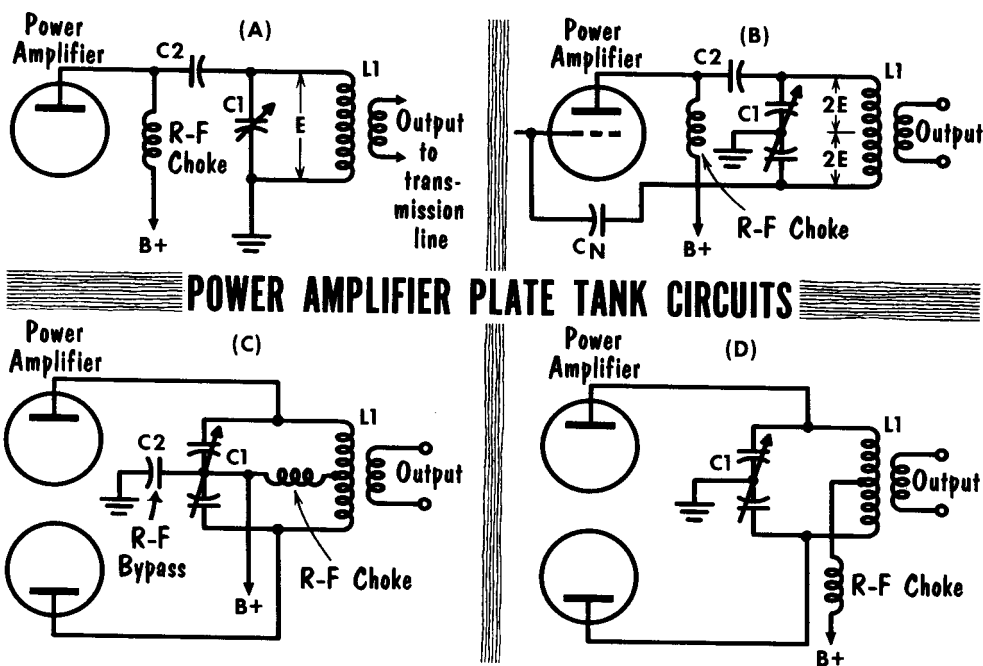 (A)
Power
Amplifier
C2
L1
C1
E
R-F
Choke
Output
to
trans-
mission
line
B+
(B)
Power
Amplifier
C2
L1
C1
2E
2E
Output
CN
B+
R-F Choke
POWER AMPLIFIER PLATE TANK CIRCUITS
(C)
Power
Amplifier
L1
C2
C1
Output
R-F
Bypass
R-F Choke
B+
(D)
Power
Amplifier
L1
C1
Output
R-F Choke
B+